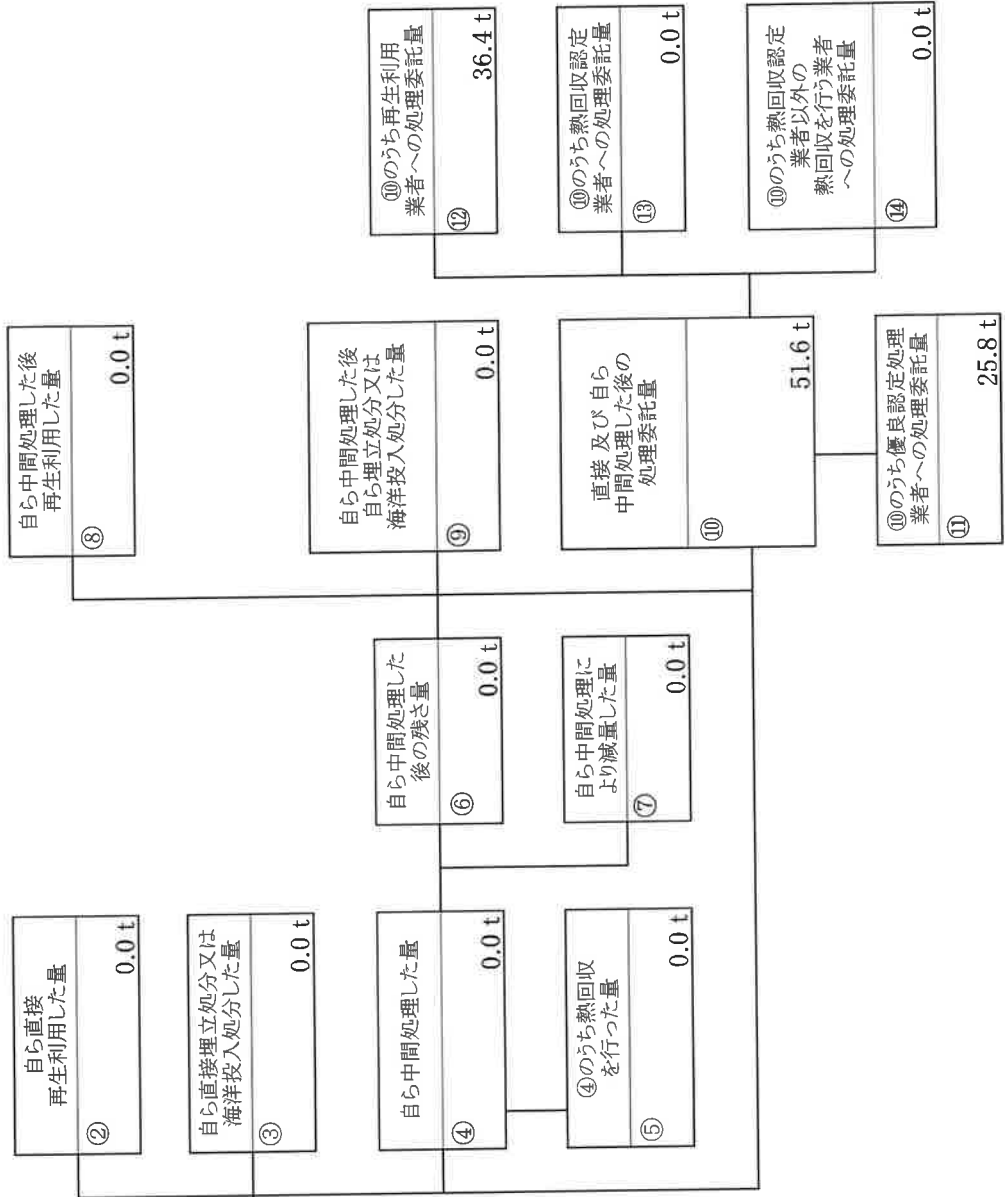 自ら直接
再生利用した量
②
0.0 t
自ら直接埋立処分又は
海洋投入処分した量
③
0.0 t
自ら中間処理した量
④
0.0 t
④のうち熱回収
を行った量
⑤
0.0 t
自ら中間処理した
後の残さ量
⑥
0.0 t
自ら中間処理に
より減量した量
⑦
0.0 t
自ら中間処理した後
再生利用した量
⑧
0.0 t
自ら中間処理した後
自ら埋立処分又は
海洋投入処分した量
⑨
0.0 t
直接 及び 自ら
中間処理した後の
処理委託量
⑩
51.6 t
⑩のうち優良認定処理
業者への処理委託量
⑪
25.8 t
⑩のうち再生利用
業者への処理委託量
⑫
36.4 t
⑩のうち熱回収認定
業者への処理委託量
⑬
0.0 t
⑩のうち熱回収認定
業者以外の
熱回収を行う業者
への処理委託量
⑭
0.0 t